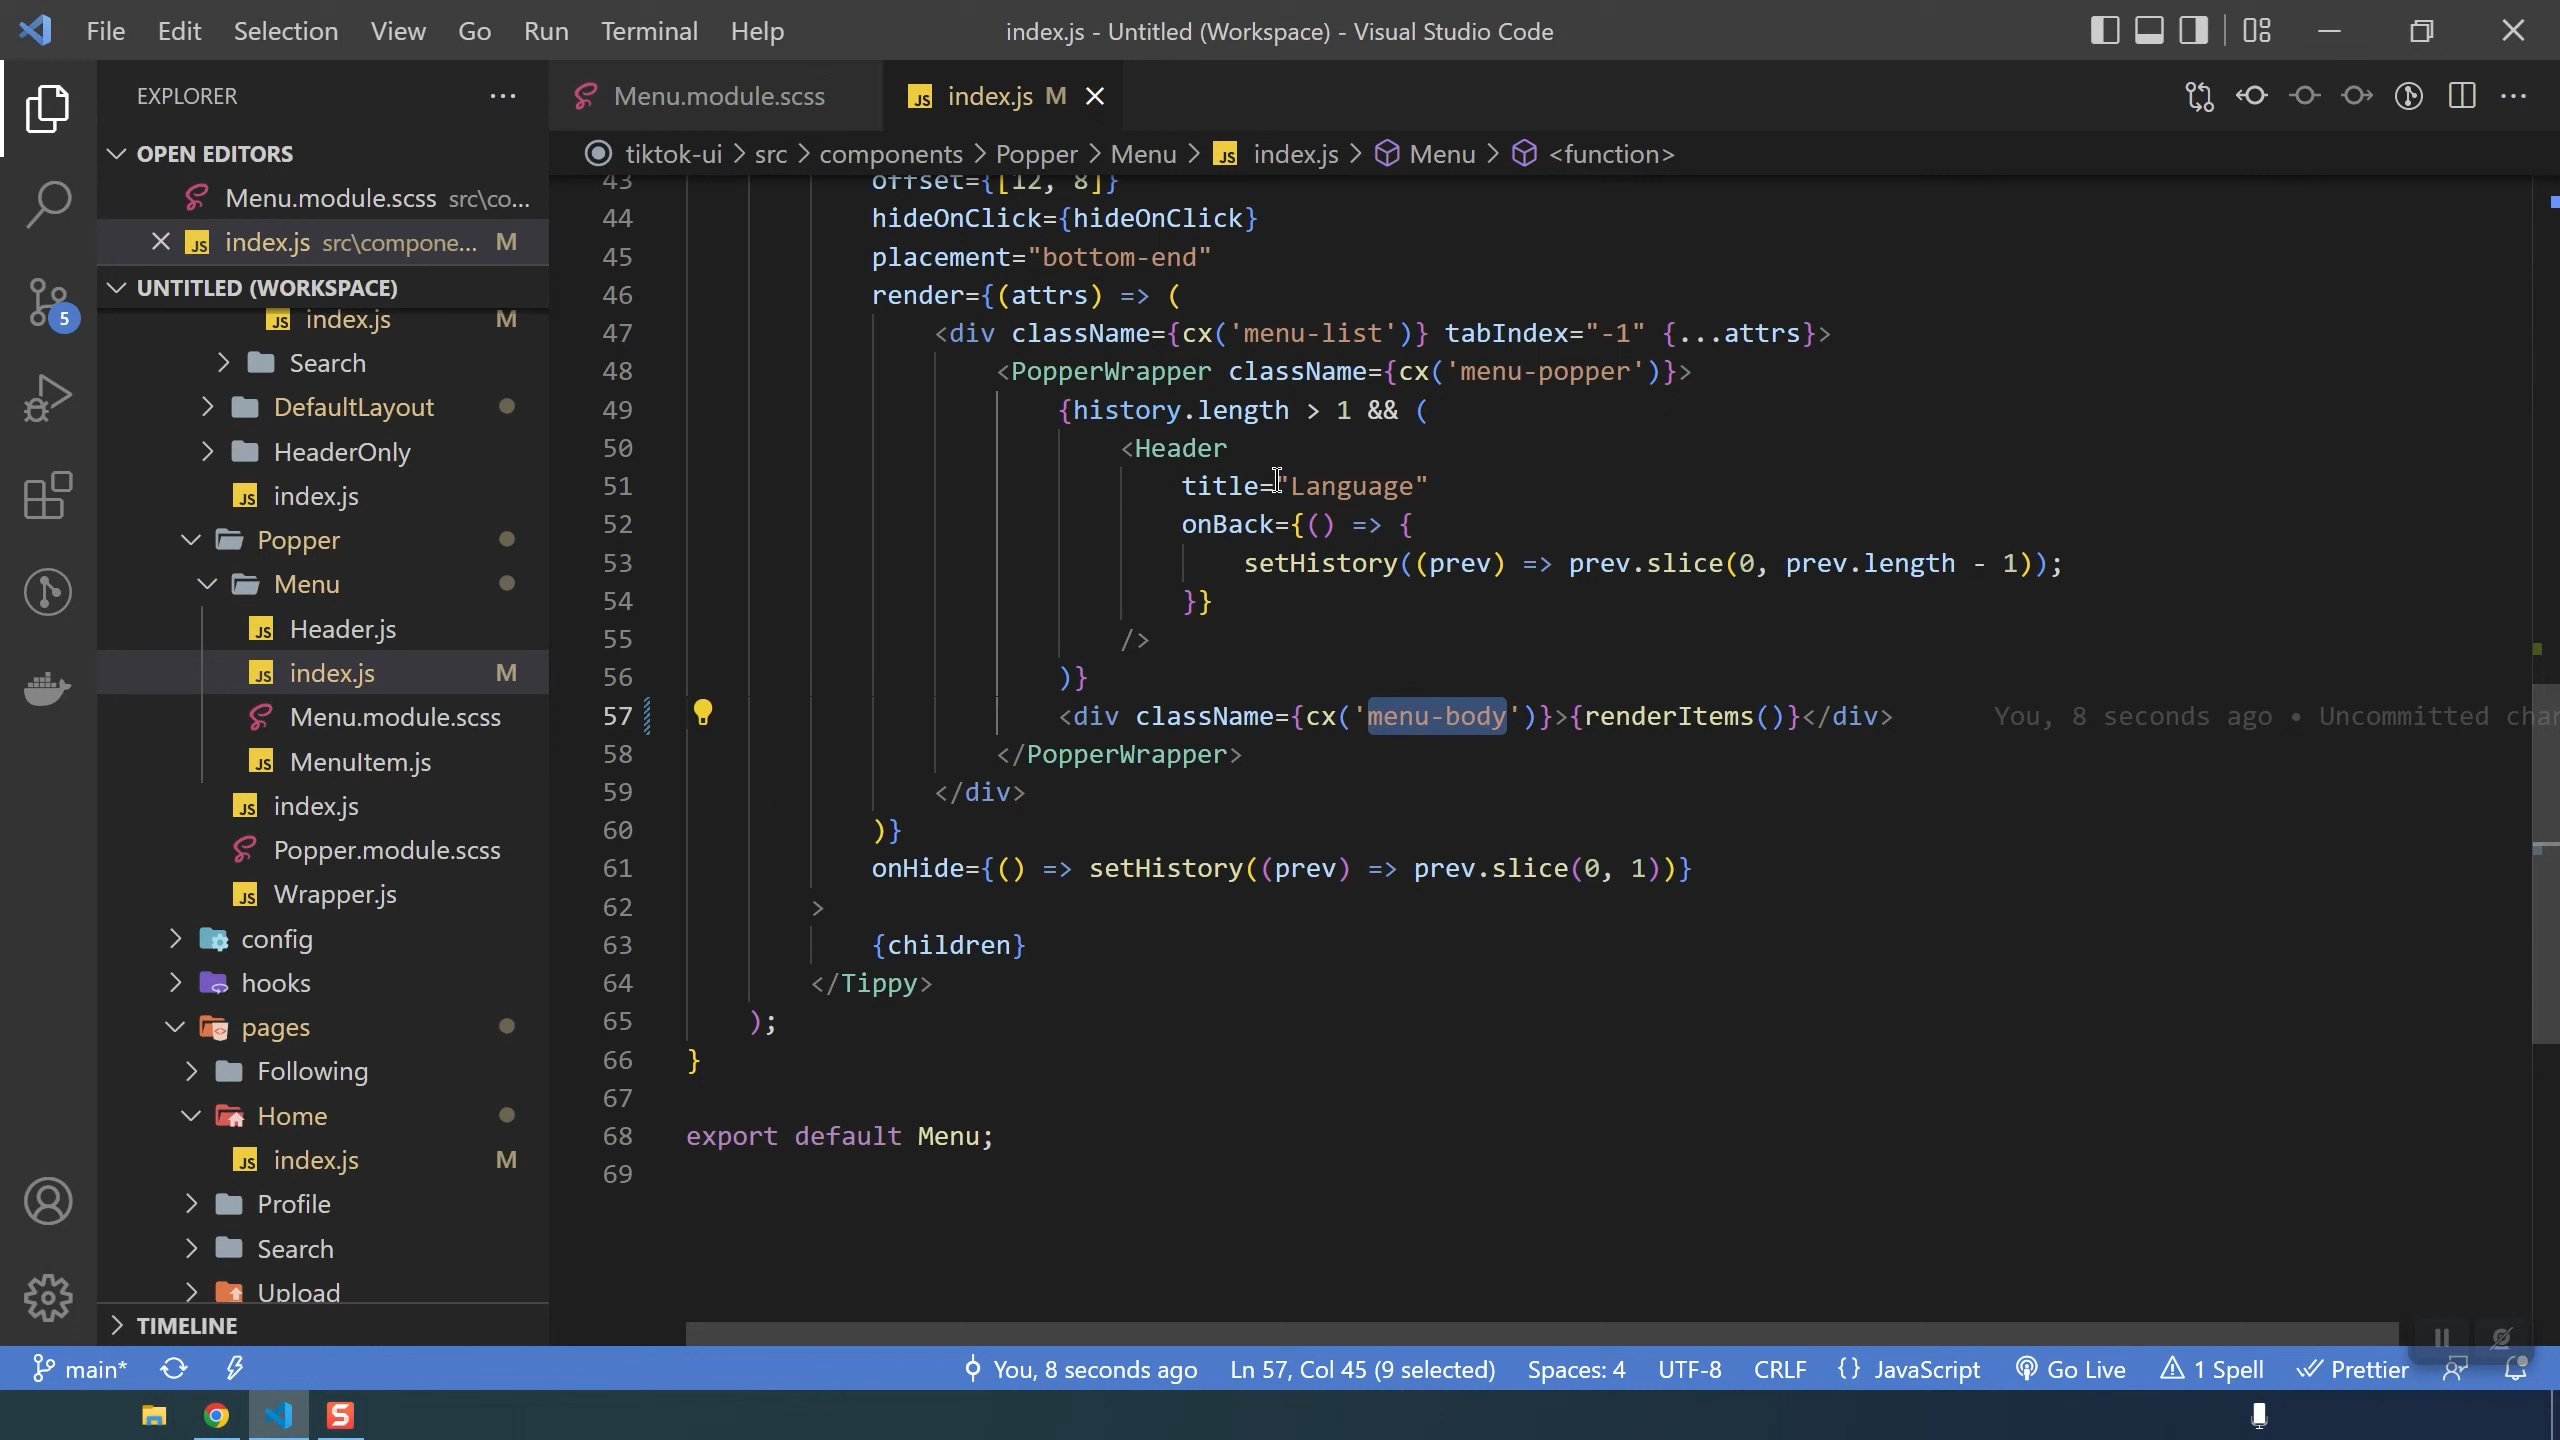 File Edit Selection View Go Run Terminal Help index.js - Untitled (Workspace) - Visual Studio Code
EXPLORER
OPEN EDITORS
Menu.module.scss src\co...
index.js src\compone... M
UNTITLED (WORKSPACE)
index.js M
Search
DefaultLayout
HeaderOnly
index.js
Popper
Menu
Header.js
index.js M
Menu.module.scss
MenuItem.js
index.js
Popper.module.scss
Wrapper.js
config
hooks
pages
Following
Home
index.js M
Profile
Search
Upload
TIMELINE
5
Menu.module.scss
index.js M
tiktok-ui > src > components > Popper > Menu > JS index.js > Menu > <function>
43 offset={[12, 8]}
44 hideOnClick={hideOnClick}
45 placement="bottom-end"
46 render={(attrs) => (
47 <div className={cx('menu-list')} tabIndex="-1" {...attrs}>
48 <PopperWrapper className={cx('menu-popper')}>
49 {history.length > 1 && (
50 <Header
51 title="Language"
52 onBack={() => {
53 setHistory((prev) => prev.slice(0, prev.length - 1));
54 }}
55 />
56 )}
57 <div className={cx('menu-body')}>{renderItems()}</div> You, 8 seconds ago • Uncommitted chan
58 </PopperWrapper>
59 </div>
60 )}
61 onHide={() => setHistory((prev) => prev.slice(0, 1))}
62 >
63 {children}
64 </Tippy>
65 );
66 }
67
68 export default Menu;
69
main* You, 8 seconds ago Ln 57, Col 45 (9 selected) Spaces: 4 UTF-8 CRLF {} JavaScript Go Live 1 Spell Prettier